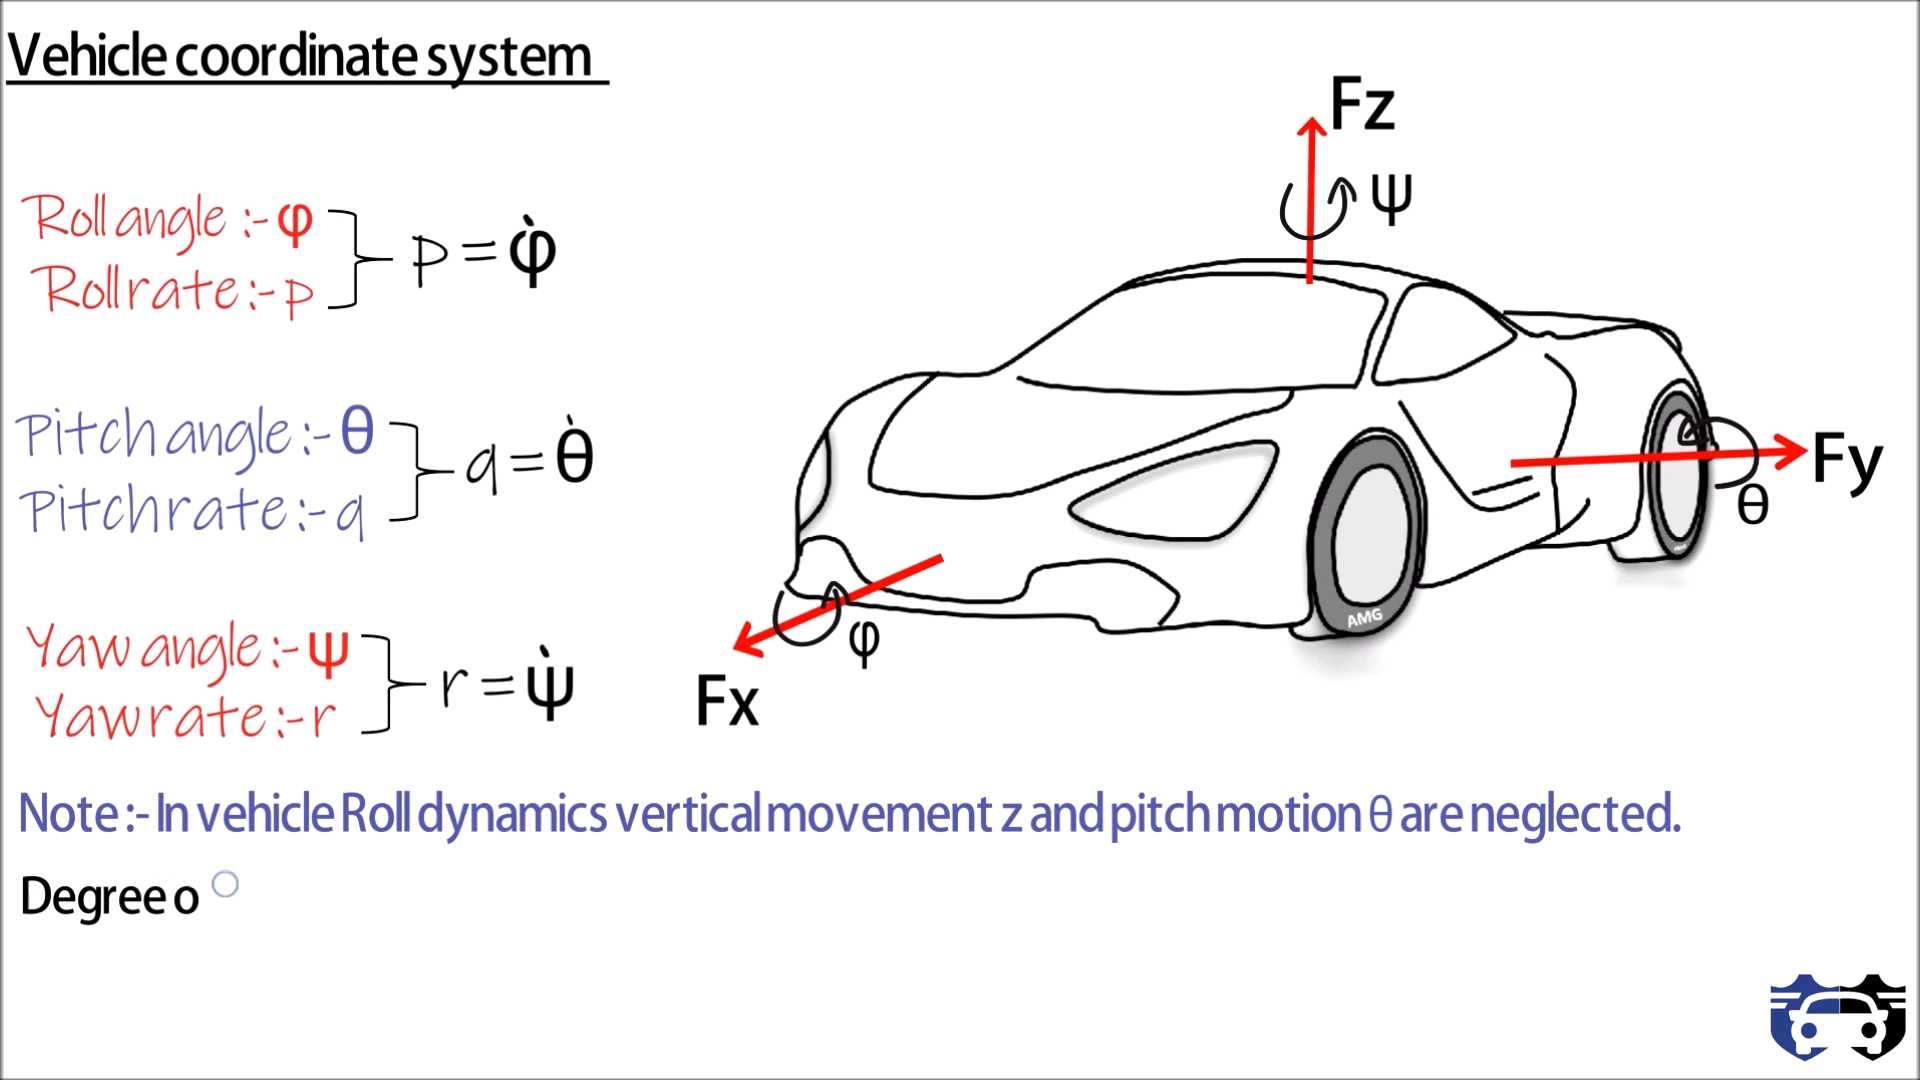 Vehicle coordinate system
Fz
ψ
Roll angle :- φ
Roll rate :- p
p = φ̇
Pitch angle :- θ
Pitch rate :- q
q = θ̇
Fy
θ
φ
Fx
AMG
Yaw angle :- ψ
Yaw rate :- r
r = ψ̇
Note :- In vehicle Roll dynamics vertical movement z and pitch motion θ are neglected.
Degree o